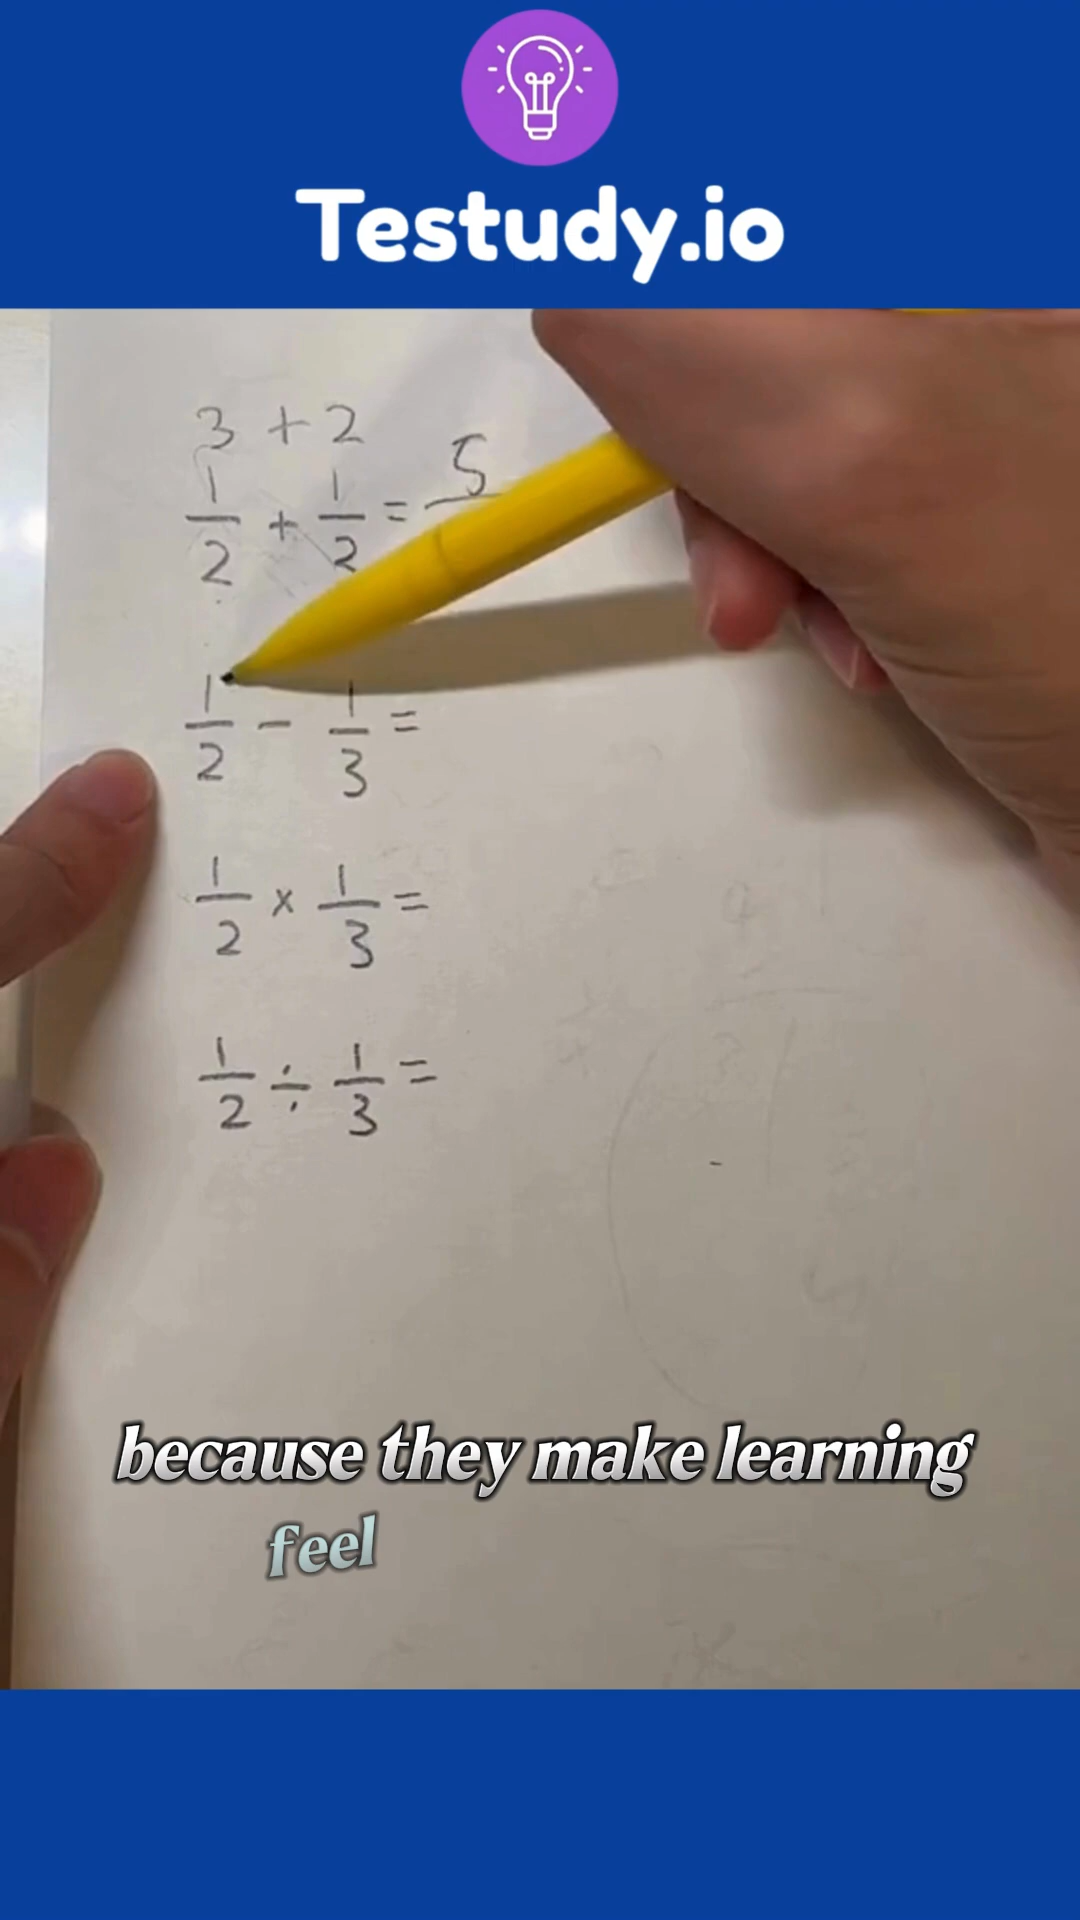 Testudy.io
3 + 2
1/2 + 1/2 = 5
1/2 - 1/3 =
1/2 x 1/3 =
1/2 ÷ 1/3 =
because they make learning
feel